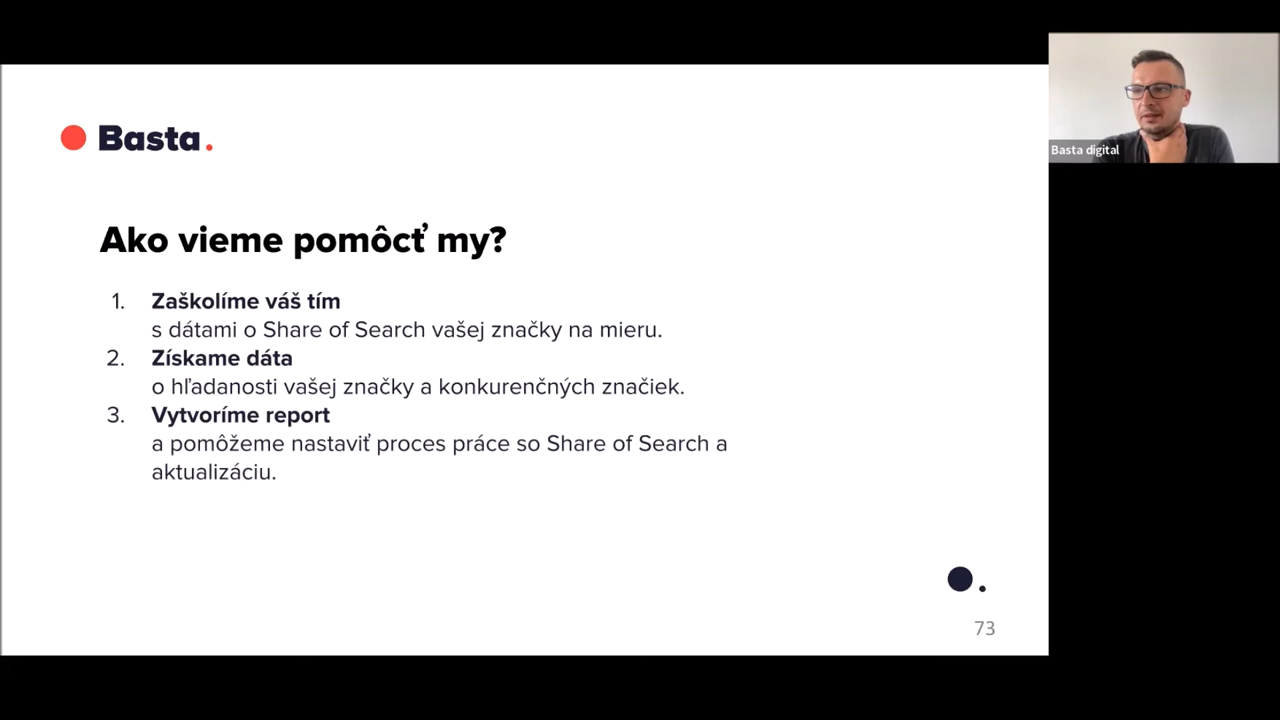 Basta.
Basta digital
Ako vieme pomôcť my?
1. Zaškolíme váš tím
s dátami o Share of Search vašej značky na mieru.
2. Získame dáta
o hľadanosti vašej značky a konkurenčných značiek.
3. Vytvoríme report
a pomôžeme nastaviť proces práce so Share of Search a
aktualizáciu.
73